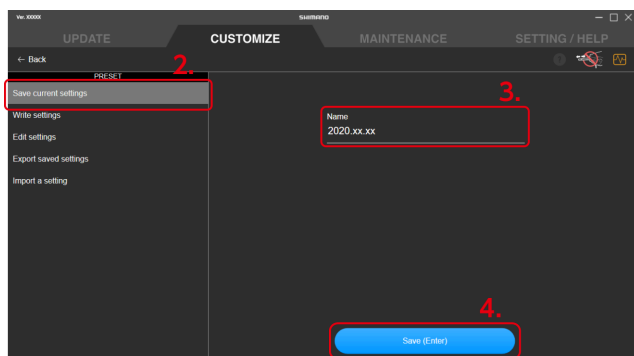 Ver. XXXXX
SHIMANO
UPDATE
CUSTOMIZE
MAINTENANCE
SETTING / HELP
← Back
2.
PRESET
Save current settings
3.
Name
2020.xx.xx
Write settings
Edit settings
Export saved settings
Import a setting
4.
Save (Enter)